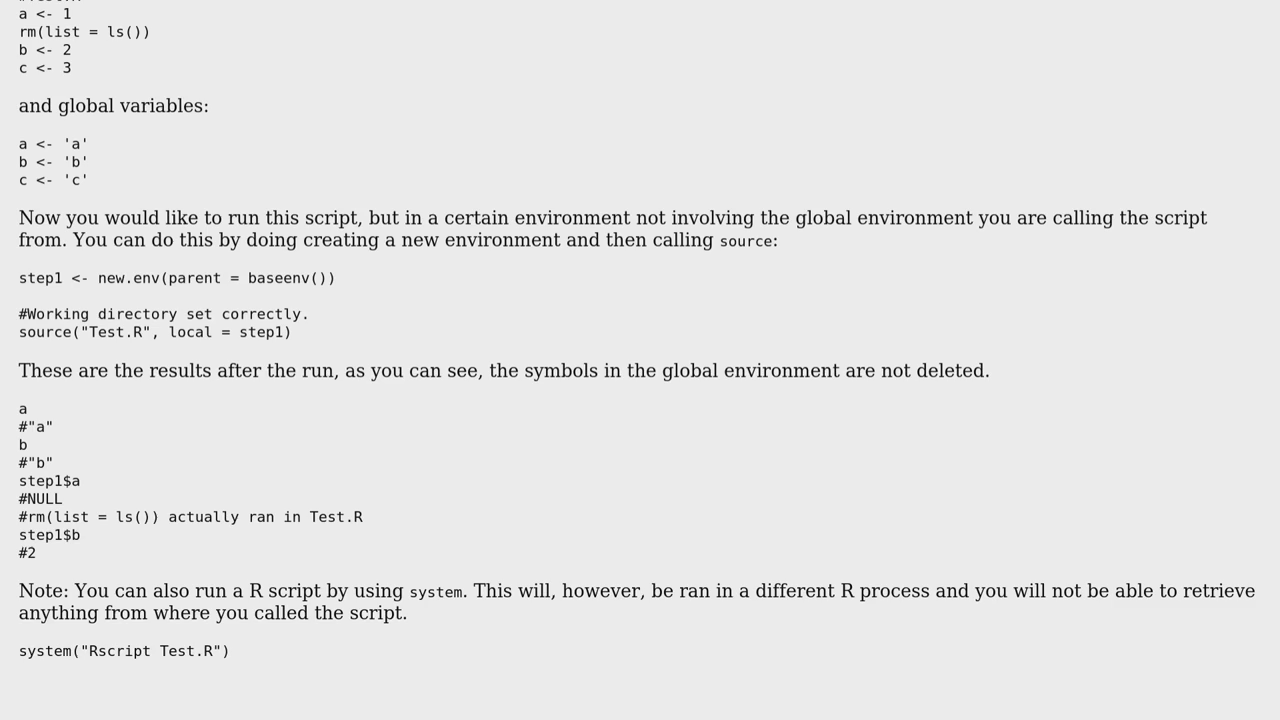 a <- 1
rm(list = ls())
b <- 2
c <- 3
and global variables:
a <- 'a'
b <- 'b'
c <- 'c'
Now you would like to run this script, but in a certain environment not involving the global environment you are calling the script
from. You can do this by doing creating a new environment and then calling source:
step1 <- new.env(parent = baseenv())
#Working directory set correctly.
source("Test.R", local = step1)
These are the results after the run, as you can see, the symbols in the global environment are not deleted.
a
#"a"
b
#"b"
step1$a
#NULL
#rm(list = ls()) actually ran in Test.R
step1$b
#2
Note: You can also run a R script by using system. This will, however, be ran in a different R process and you will not be able to retrieve
anything from where you called the script.
system("Rscript Test.R")